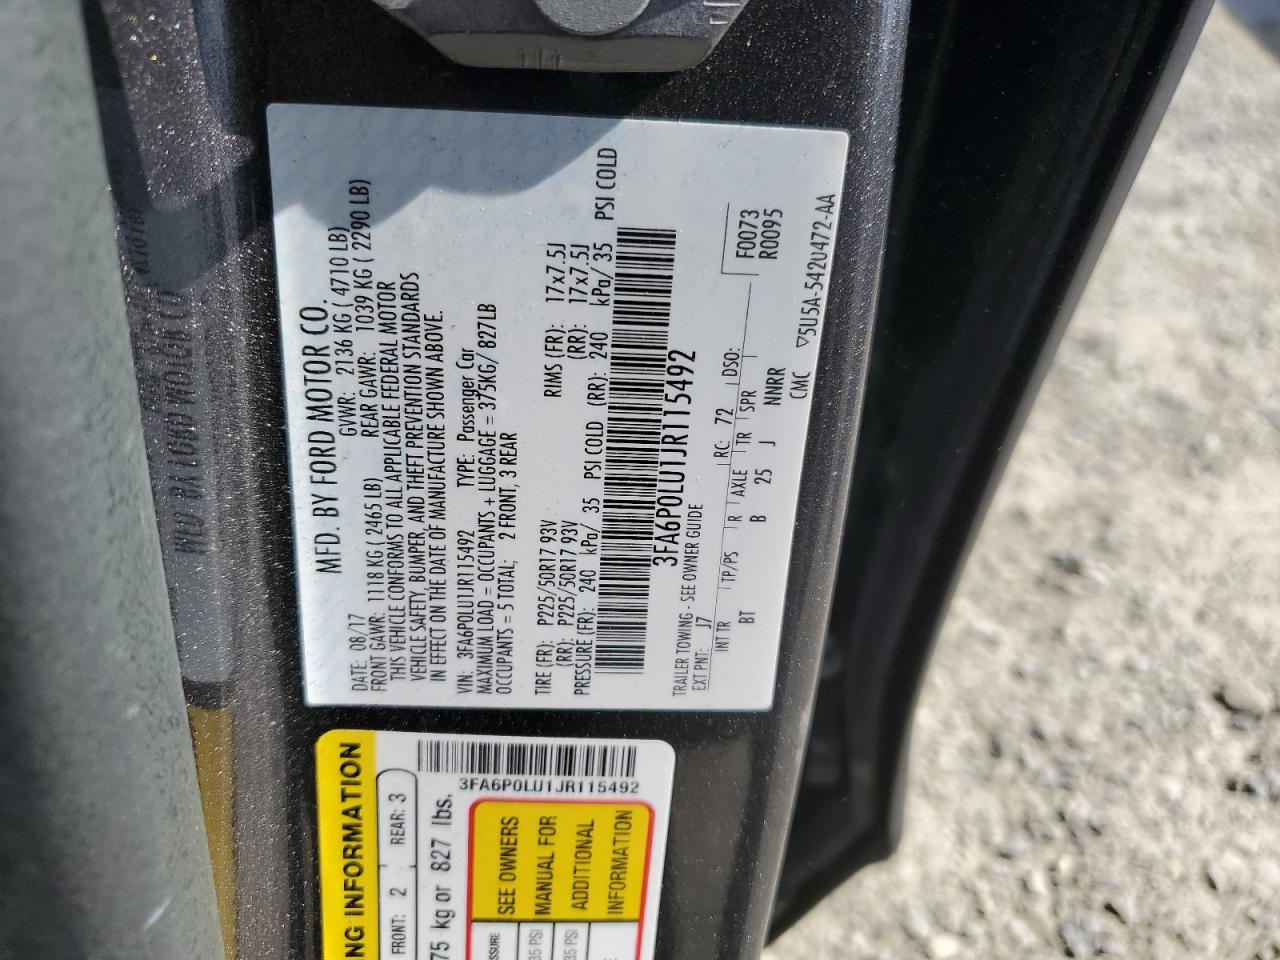 MFD. BY FORD MOTOR CO.
DATE: 08/17 GVWR: 2136 KG ( 4710 LB)
FRONT GAWR: 1118 KG ( 2465 LB) REAR GAWR: 1039 KG ( 2290 LB)
THIS VEHICLE CONFORMS TO ALL APPLICABLE FEDERAL MOTOR
VEHICLE SAFETY, BUMPER, AND THEFT PREVENTION STANDARDS
IN EFFECT ON THE DATE OF MANUFACTURE SHOWN ABOVE.
VIN: 3FA6P0LU1JR115492 TYPE: Passenger Car
MAXIMUM LOAD = OCCUPANTS + LUGGAGE = 375KG/ 827LB
OCCUPANTS = 5 TOTAL; 2 FRONT, 3 REAR
TIRE (FR): P225/50R17 93V RIMS (FR): 17x7.5J
(RR): P225/50R17 93V (RR): 17x7.5J
PRESSURE (FR): 240 kPa/ 35 PSI COLD (RR): 240 kPa/ 35 PSI COLD
3FA6P0LU1JR115492
TRAILER TOWING - SEE OWNER GUIDE
F0073
R0095
EXT PNT: J7 RC: 72 DSO:
INT TR TP/PS R AXLE TR SPR
BT B 25 J NNRR
CMC
▽5U5A-542U472-AA
NG INFORMATION
FRONT: 2 REAR: 3
75 kg or 827 lbs.
3FA6P0LU1JR115492
SEE OWNERS
MANUAL FOR
ADDITIONAL
INFORMATION
SSURE
35 PSI
35 PSI